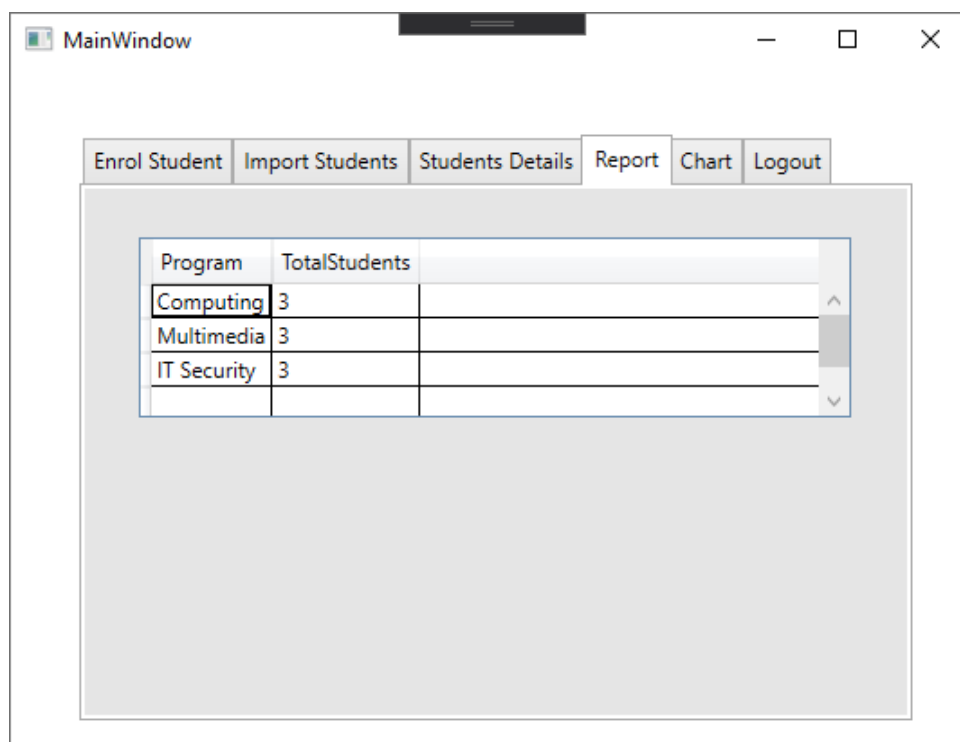 MainWindow
Enrol Student Import Students Students Details Report Chart Logout
Program TotalStudents
Computing 3
Multimedia 3
IT Security 3